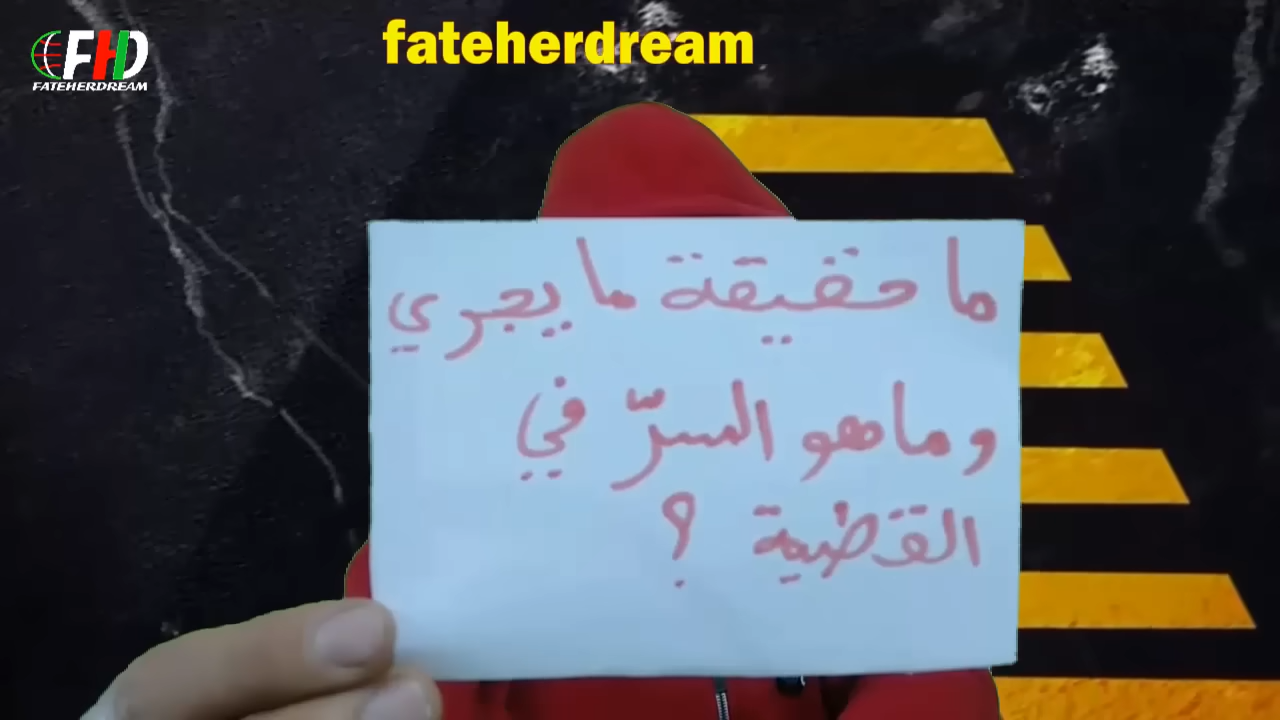 fateherdream
FHD
FATEHERDREAM
ما حقيقة ما يجري
وماهو السرّ في
القضية ؟